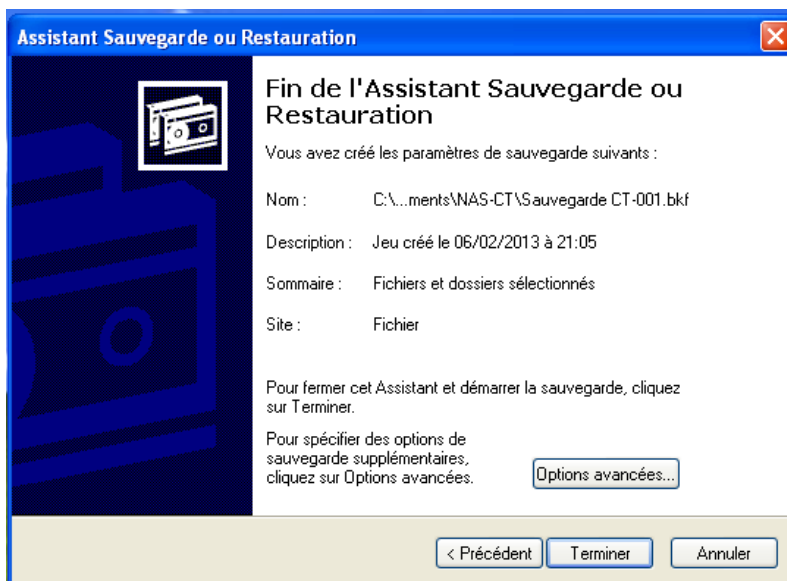 Assistant Sauvegarde ou Restauration
Fin de l'Assistant Sauvegarde ou
Restauration
Vous avez créé les paramètres de sauvegarde suivants :
Nom : C:\...ments\NAS-CT\Sauvegarde CT-001.bkf
Description : Jeu créé le 06/02/2013 à 21:05
Sommaire : Fichiers et dossiers sélectionnés
Site : Fichier
Pour fermer cet Assistant et démarrer la sauvegarde, cliquez
sur Terminer.
Pour spécifier des options de
sauvegarde supplémentaires,
cliquez sur Options avancées.
Options avancées...
< Précédent Terminer Annuler